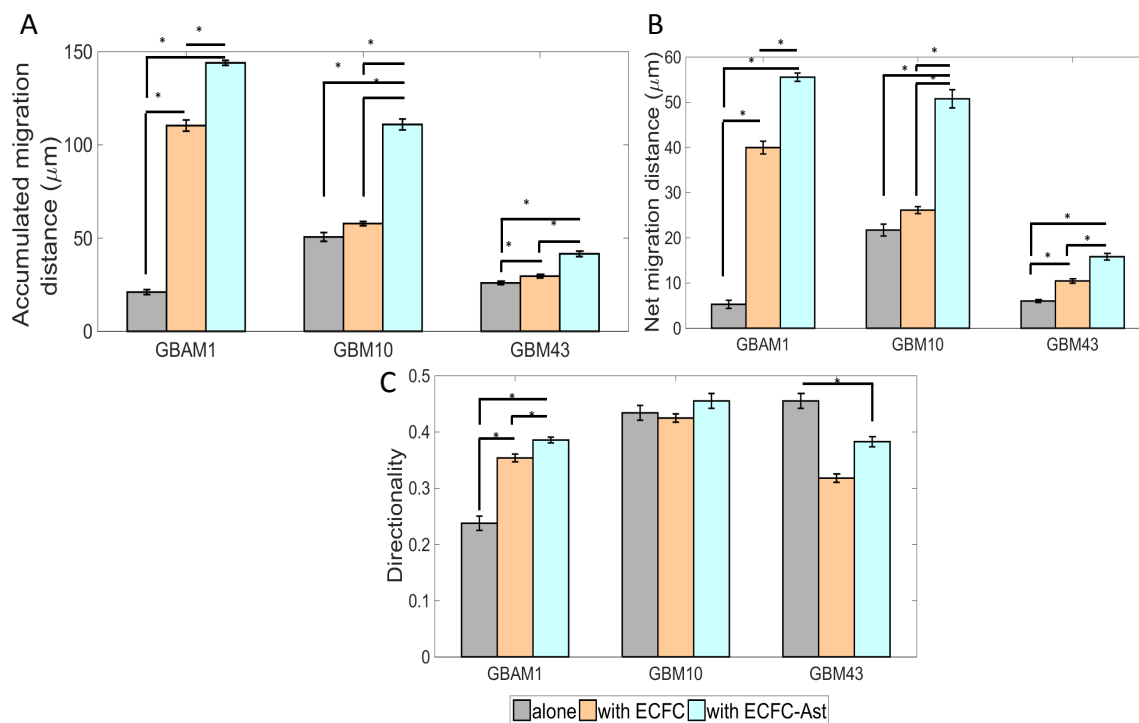 A
Accumulated migration
distance (μm)
150
100
50
0
* * * * * * * * *
GBAM1 GBM10 GBM43
B
Net migration distance (μm)
60
50
40
30
20
10
0
* * * * * * * * *
GBAM1 GBM10 GBM43
C
Directionality
0.5
0.4
0.3
0.2
0.1
0
* * * *
GBAM1 GBM10 GBM43
alone with ECFC with ECFC-Ast